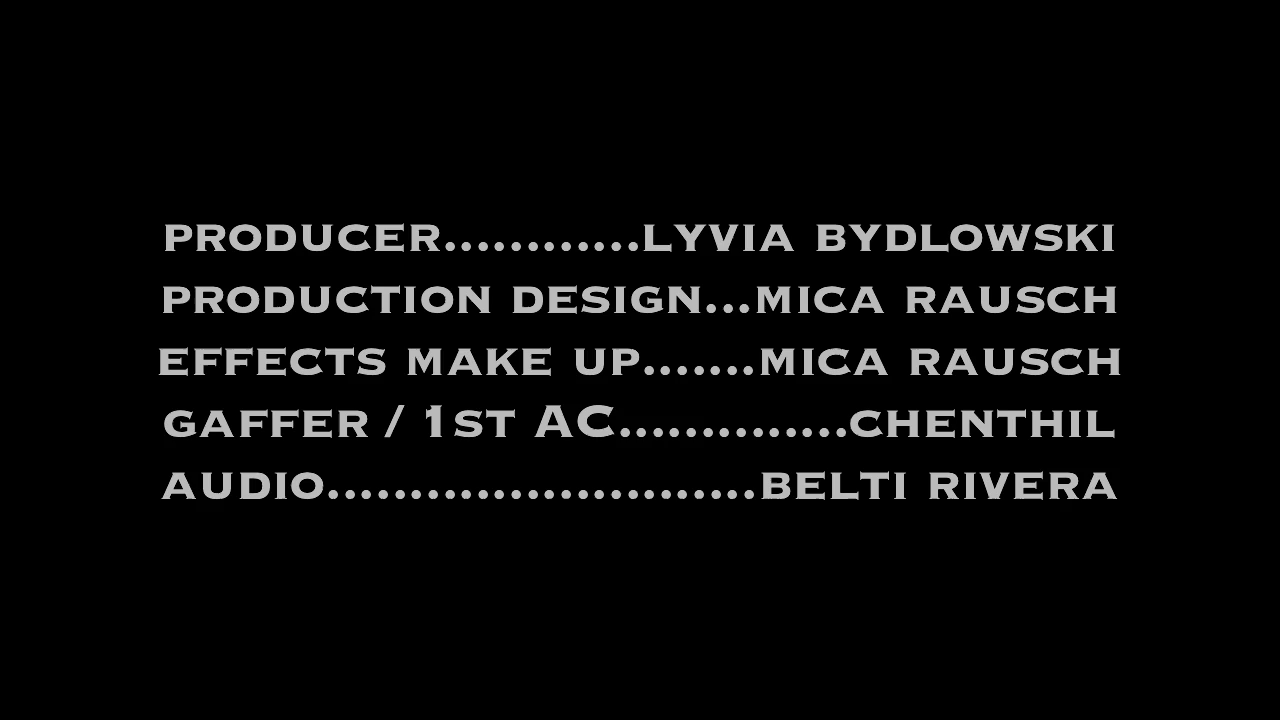 PRODUCER............LYVIA BYDLOWSKI
PRODUCTION DESIGN...MICA RAUSCH
EFFECTS MAKE UP.......MICA RAUSCH
GAFFER / 1ST AC..............CHENTHIL
AUDIO..........................BELTI RIVERA